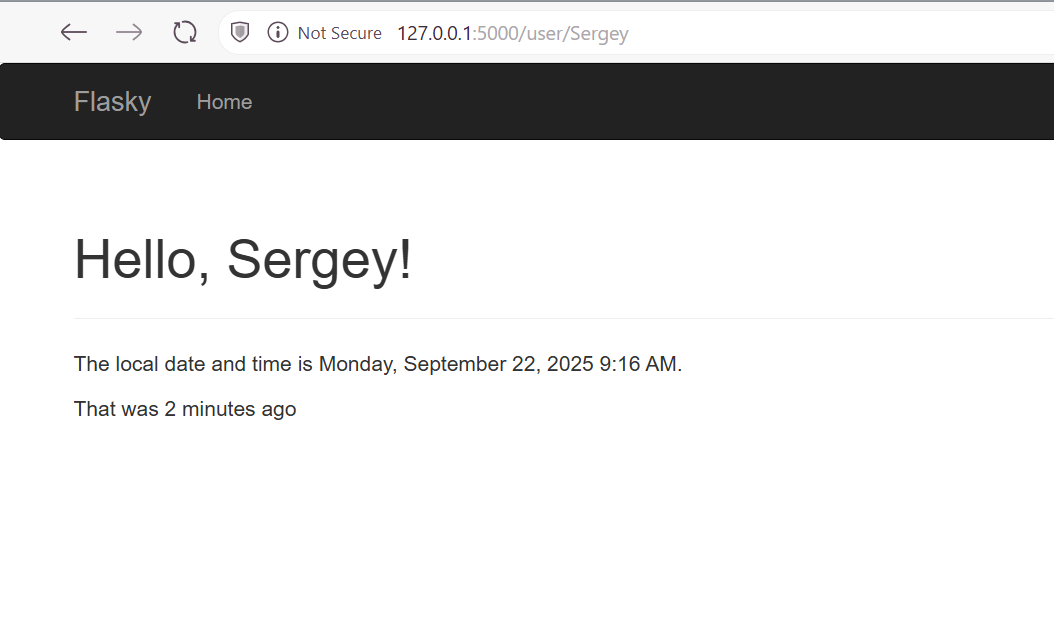 Not Secure 127.0.0.1:5000/user/Sergey
Flasky Home
Hello, Sergey!
The local date and time is Monday, September 22, 2025 9:16 AM.
That was 2 minutes ago